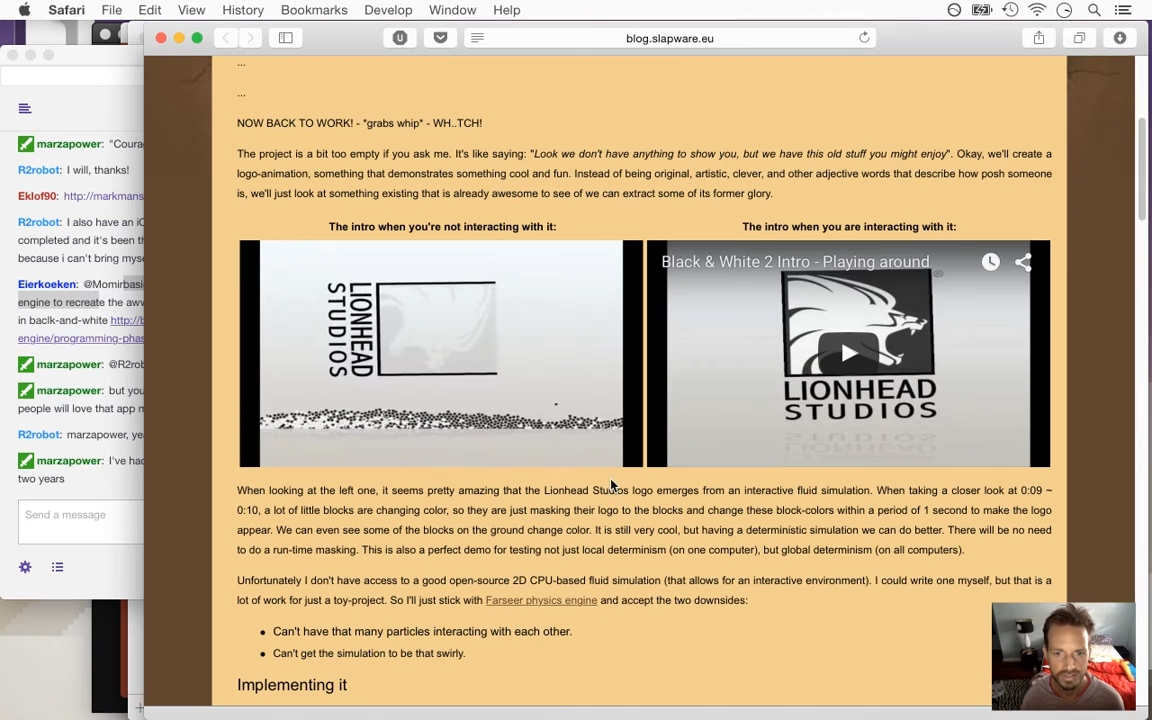 Safari File Edit View History Bookmarks Develop Window Help
blog.slapware.eu
marzapower: "Coura
R2robot: I will, thanks!
Eklof90: http://markmans
R2robot: I also have an iO
completed and it's been th
because i can't bring myse
Eierkoeken: @Momirbasi
engine to recreate the aww
in baclk-and-white http://b
engine/programming-phas
marzapower: @R2rob
marzapower: but you
people will love that app m
R2robot: marzapower, ye
marzapower: I've had
two years
Send a message
...
...
NOW BACK TO WORK! - *grabs whip* - WH..TCH!
The project is a bit too empty if you ask me. It's like saying: "Look we don't have anything to show you, but we have this old stuff you might enjoy". Okay, we'll create a
logo-animation, something that demonstrates something cool and fun. Instead of being original, artistic, clever, and other adjective words that describe how posh someone
is, we'll just look at something existing that is already awesome to see of we can extract some of its former glory.
The intro when you're not interacting with it:
The intro when you are interacting with it:
LIONHEAD
STUDIOS
Black & White 2 Intro - Playing around
LIONHEAD
STUDIOS
When looking at the left one, it seems pretty amazing that the Lionhead Studios logo emerges from an interactive fluid simulation. When taking a closer look at 0:09 ~
0:10, a lot of little blocks are changing color, so they are just masking their logo to the blocks and change these block-colors within a period of 1 second to make the logo
appear. We can even see some of the blocks on the ground change color. It is still very cool, but having a deterministic simulation we can do better. There will be no need
to do a run-time masking. This is also a perfect demo for testing not just local determinism (on one computer), but global determinism (on all computers).
Unfortunately I don't have access to a good open-source 2D CPU-based fluid simulation (that allows for an interactive environment). I could write one myself, but that is a
lot of work for just a toy-project. So I'll just stick with Farseer physics engine and accept the two downsides:
• Can't have that many particles interacting with each other.
• Can't get the simulation to be that swirly.
Implementing it